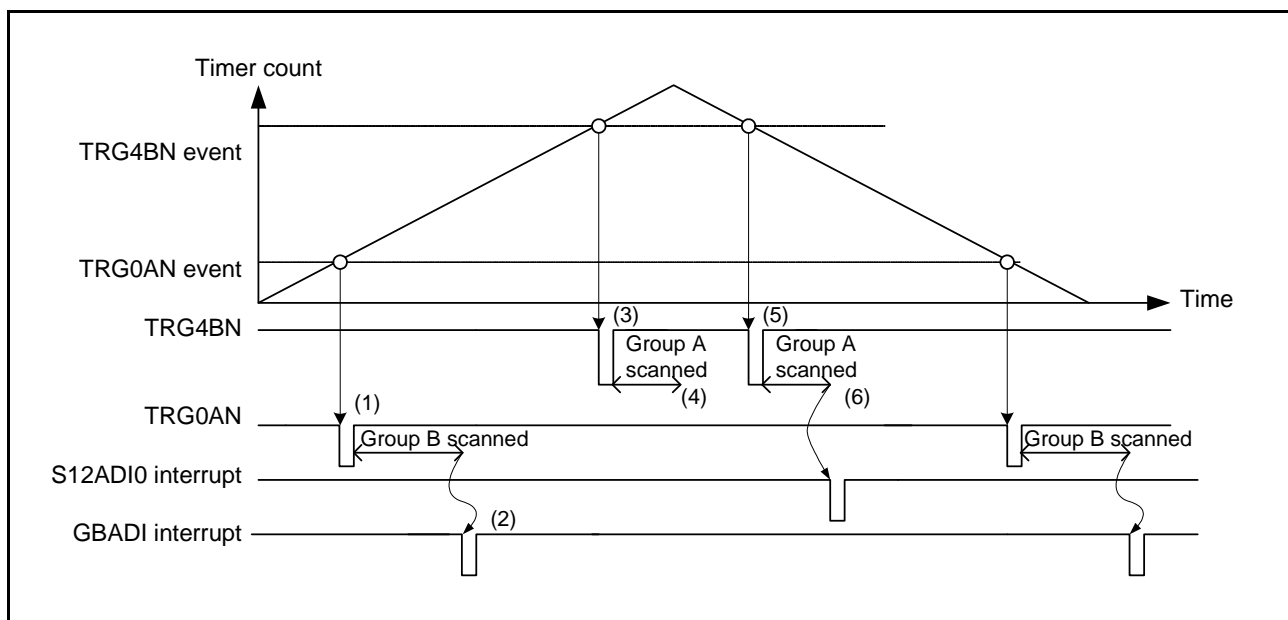 Timer count
TRG4BN event
TRG0AN event
Time
TRG4BN
(3)
(5)
Group A
scanned
Group A
scanned
(4)
(6)
TRG0AN
(1)
Group B scanned
Group B scanned
S12ADI0 interrupt
GBADI interrupt
(2)